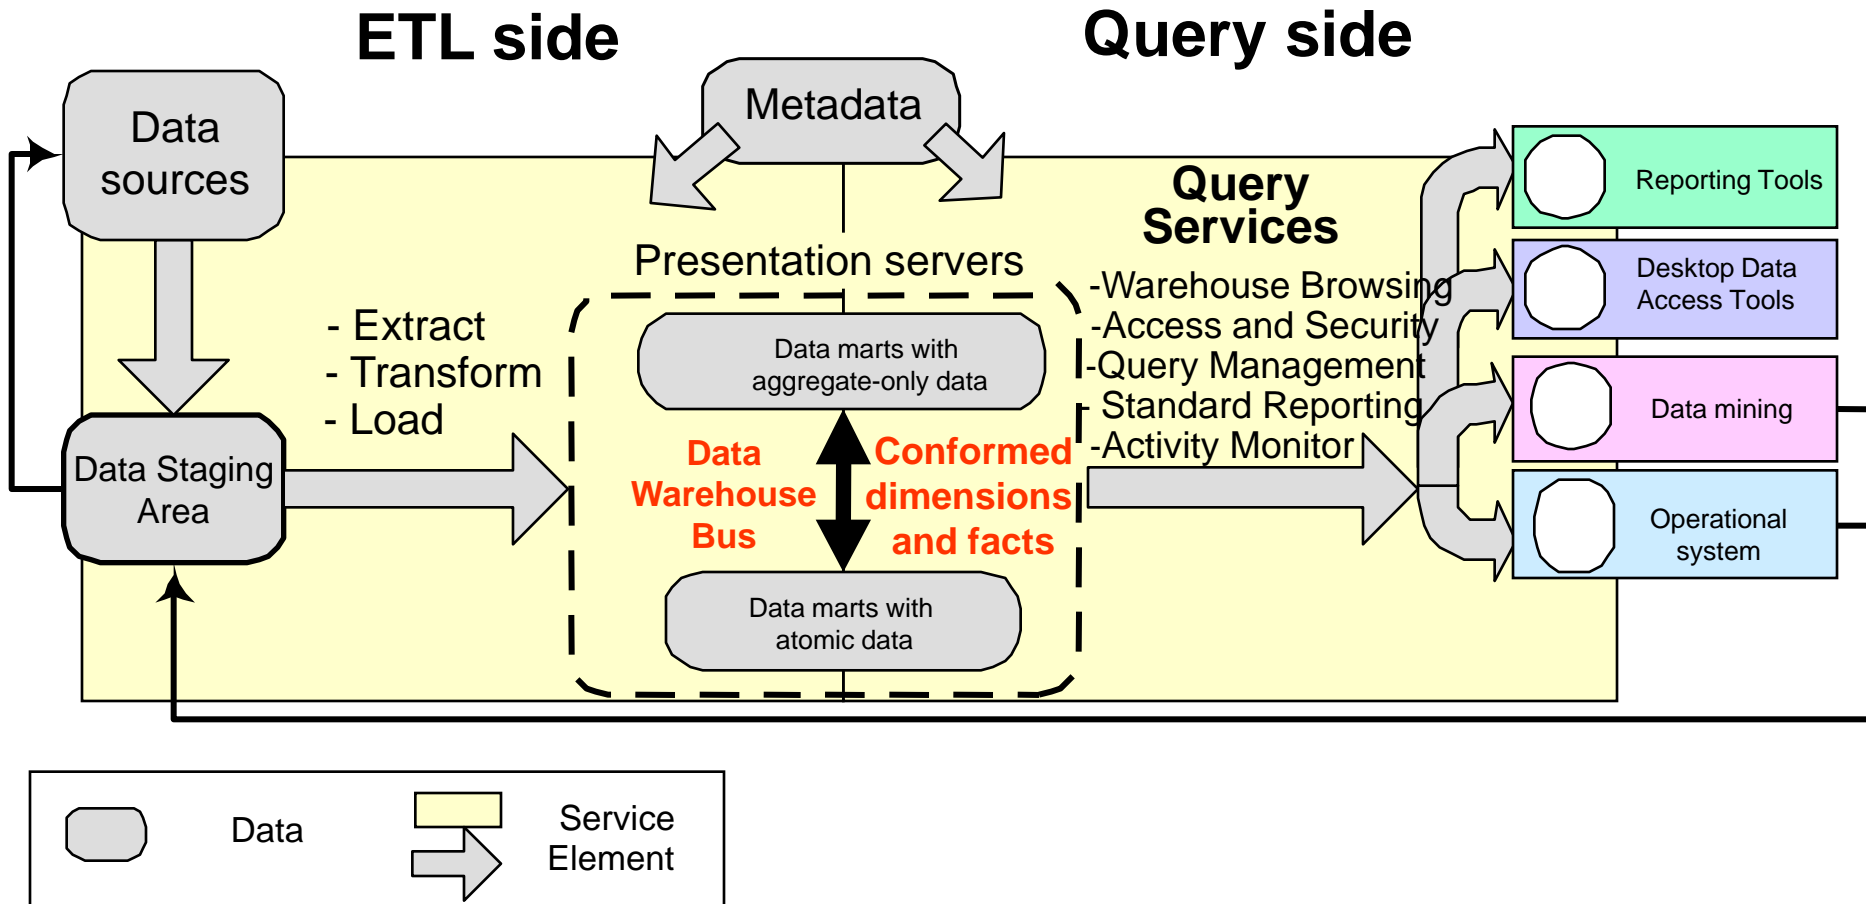 ETL side
Query side
Metadata
Data
sources
Query
Services
Reporting Tools
Presentation servers
Desktop Data
Access Tools
-Warehouse Browsing
-Access and Security
-Query Management
- Standard Reporting
-Activity Monitor
- Extract
- Transform
- Load
Data marts with
aggregate-only data
Data mining
Data Staging
Area
Data
Warehouse
Bus
Conformed
dimensions
and facts
Operational
system
Data marts with
atomic data
Data
Service
Element